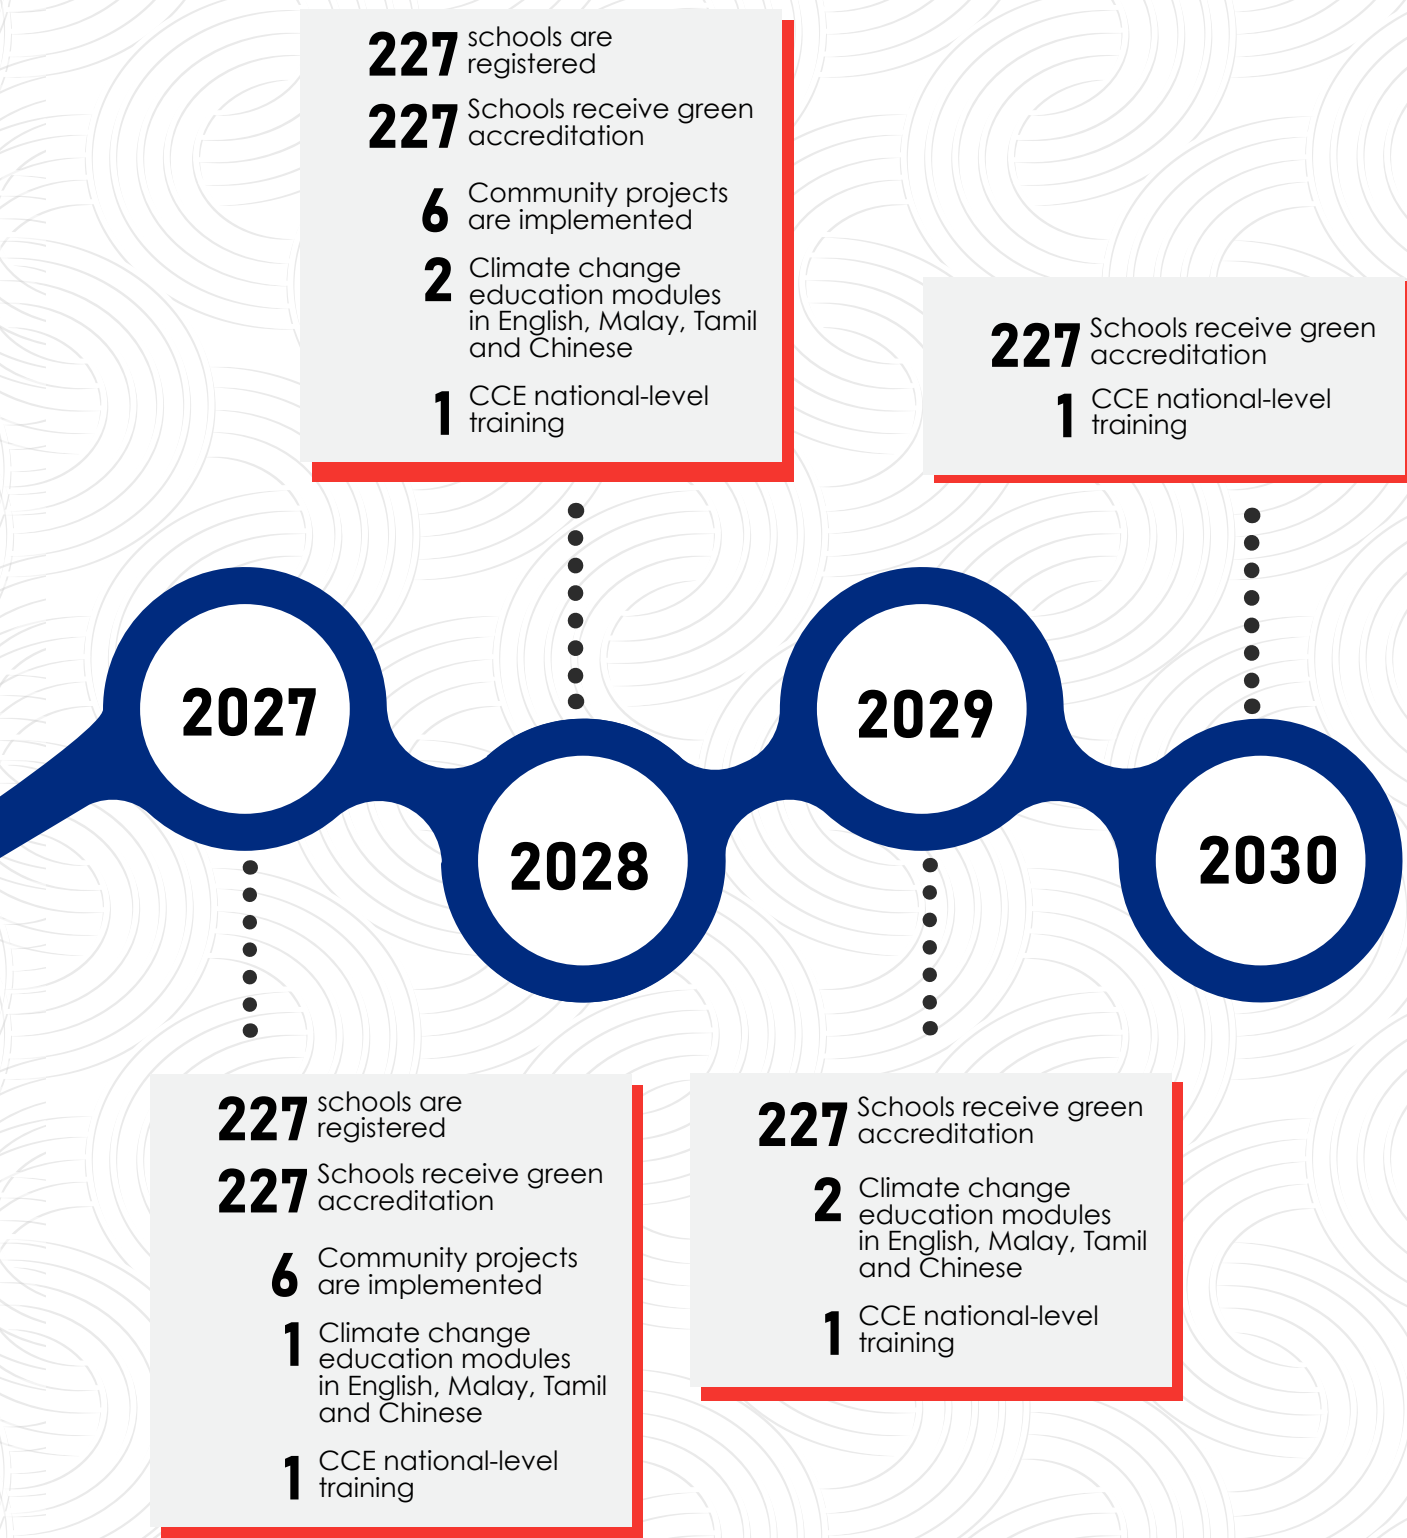 227 schools are
registered
227 Schools receive green
accreditation
6 Community projects
are implemented
2 Climate change
education modules
in English, Malay, Tamil
and Chinese
1 CCE national-level
training
227 Schools receive green
accreditation
1 CCE national-level
training
2027
2028
2029
2030
227 schools are
registered
227 Schools receive green
accreditation
6 Community projects
are implemented
1 Climate change
education modules
in English, Malay, Tamil
and Chinese
1 CCE national-level
training
227 Schools receive green
accreditation
2 Climate change
education modules
in English, Malay, Tamil
and Chinese
1 CCE national-level
training